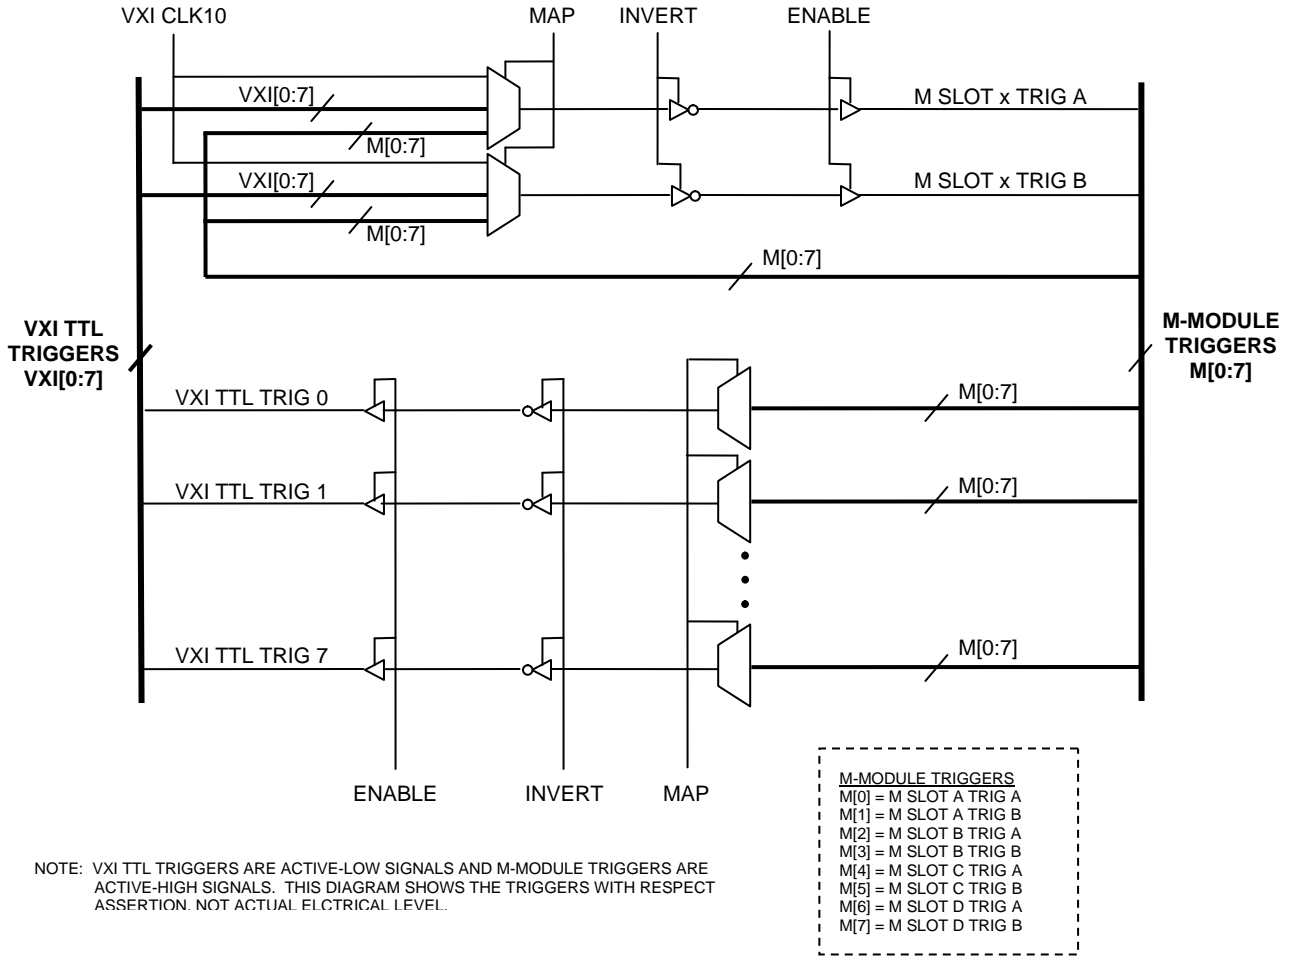 VXI CLK10
MAP
INVERT
ENABLE
VXI[0:7]
M SLOT x TRIG A
M[0:7]
VXI[0:7]
M SLOT x TRIG B
M[0:7]
M[0:7]
VXI TTL
TRIGGERS
VXI[0:7]
M-MODULE
TRIGGERS
M[0:7]
VXI TTL TRIG 0
M[0:7]
VXI TTL TRIG 1
M[0:7]
VXI TTL TRIG 7
M[0:7]
ENABLE
INVERT
MAP
M-MODULE TRIGGERS
M[0] = M SLOT A TRIG A
M[1] = M SLOT A TRIG B
M[2] = M SLOT B TRIG A
M[3] = M SLOT B TRIG B
M[4] = M SLOT C TRIG A
M[5] = M SLOT C TRIG B
M[6] = M SLOT D TRIG A
M[7] = M SLOT D TRIG B
NOTE: VXI TTL TRIGGERS ARE ACTIVE-LOW SIGNALS AND M-MODULE TRIGGERS ARE
ACTIVE-HIGH SIGNALS. THIS DIAGRAM SHOWS THE TRIGGERS WITH RESPECT
ASSERTION, NOT ACTUAL ELCTRICAL LEVEL.